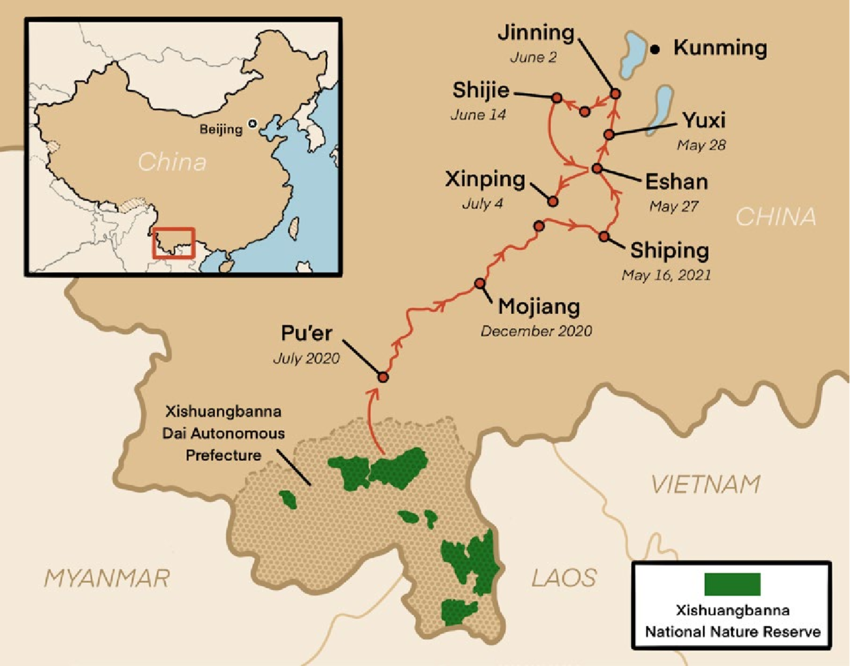 Beijing
China
Jinning
June 2
Kunming
Shijie
June 14
Yuxi
May 28
Xinping
July 4
Eshan
May 27
CHINA
Shiping
May 16, 2021
Mojiang
December 2020
Pu'er
July 2020
Xishuangbanna
Dai Autonomous
Prefecture
VIETNAM
MYANMAR
LAOS
Xishuangbanna
National Nature Reserve